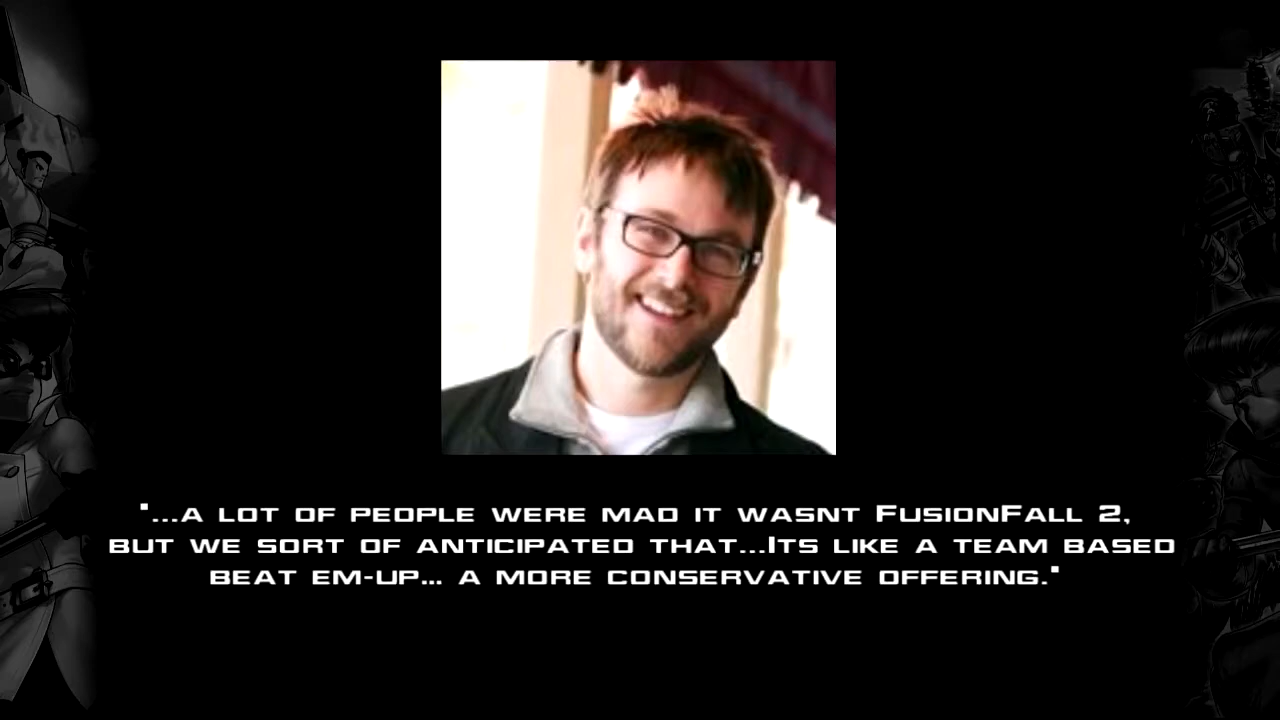 "...A LOT OF PEOPLE WERE MAD IT WASNT FUSIONFALL 2,
BUT WE SORT OF ANTICIPATED THAT...ITS LIKE A TEAM BASED
BEAT EM-UP... A MORE CONSERVATIVE OFFERING."